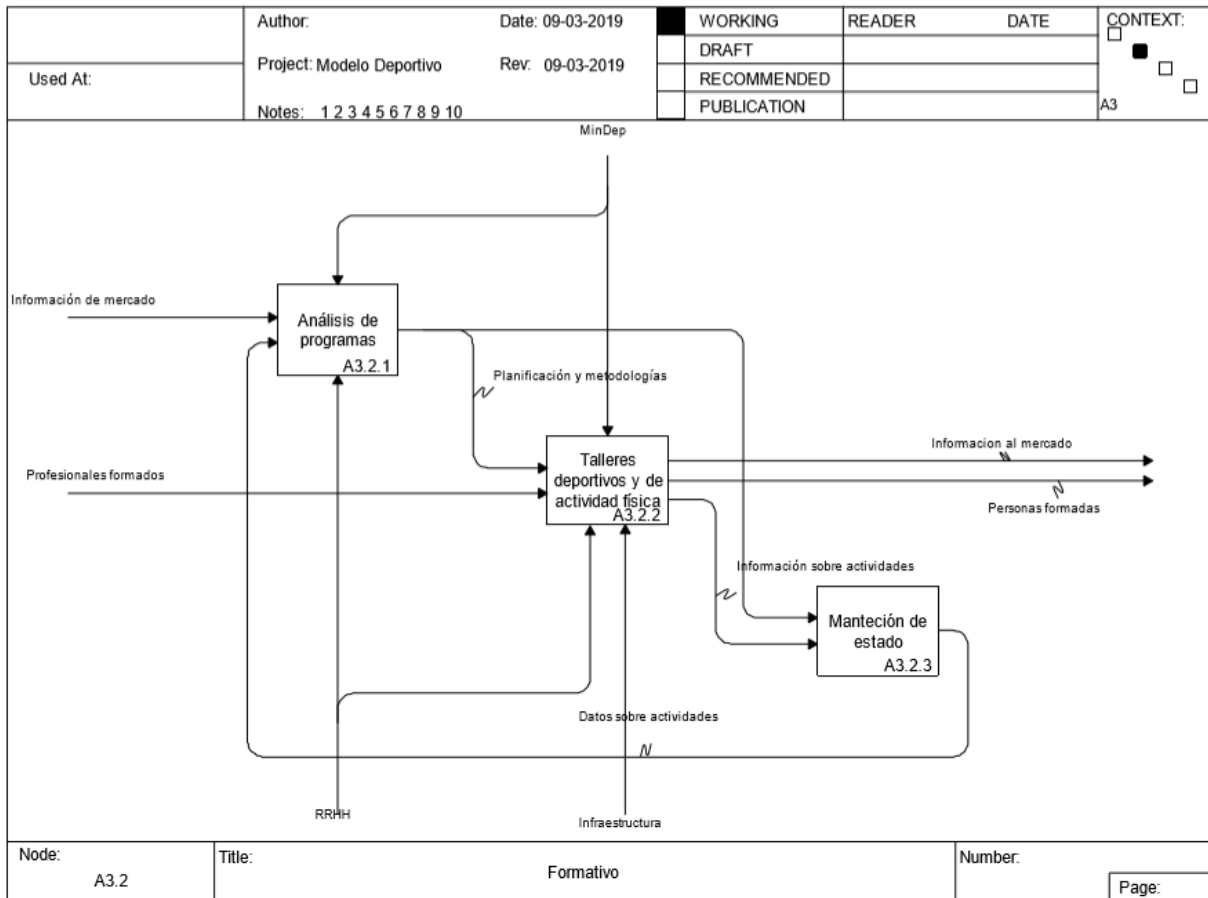 Used At:
Author:
Date: 09-03-2019
Project: Modelo Deportivo
Rev: 09-03-2019
Notes: 1 2 3 4 5 6 7 8 9 10
WORKING
DRAFT
RECOMMENDED
PUBLICATION
READER
DATE
CONTEXT:
A3
MinDep
Información de mercado
Análisis de
programas
A3.2.1
Planificación y metodologías
Profesionales formados
Talleres
deportivos y de
actividad física
A3.2.2
Informacion al mercado
Personas formadas
Información sobre actividades
Manteción de
estado
A3.2.3
Datos sobre actividades
RRHH
Infraestructura
Node:
A3.2
Title:
Formativo
Number:
Page: